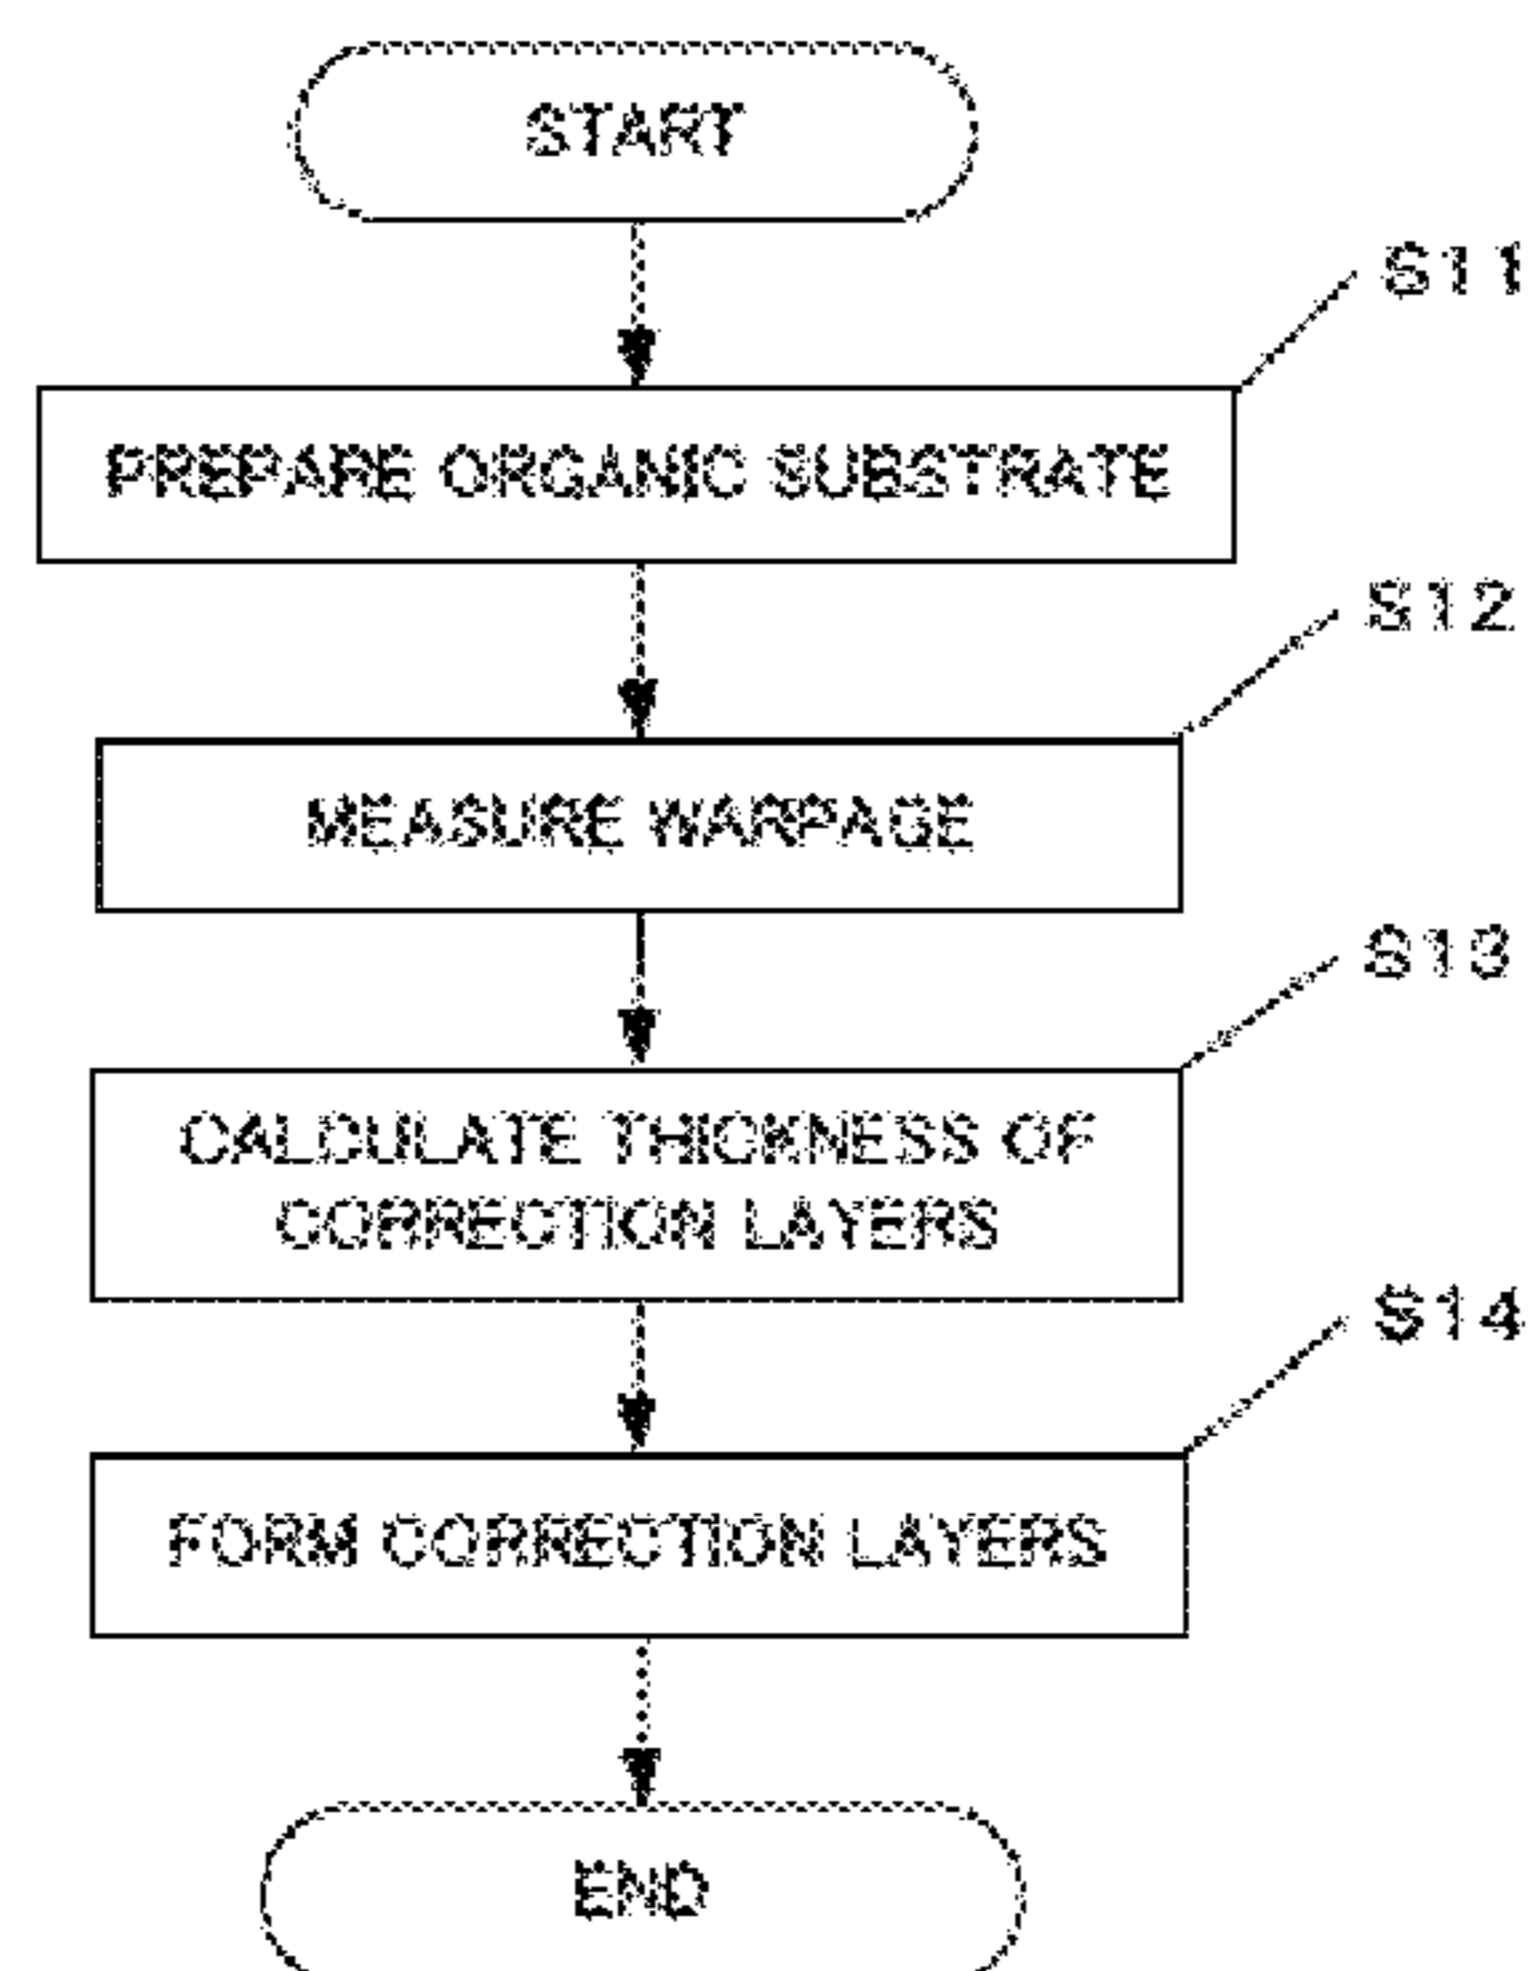 START
S11
PREPARE ORGANIC SUBSTRATE
S12
MEASURE WARPAGE
S13
CALCULATE THICKNESS OF
CORRECTION LAYERS
S14
FORM CORRECTION LAYERS
END